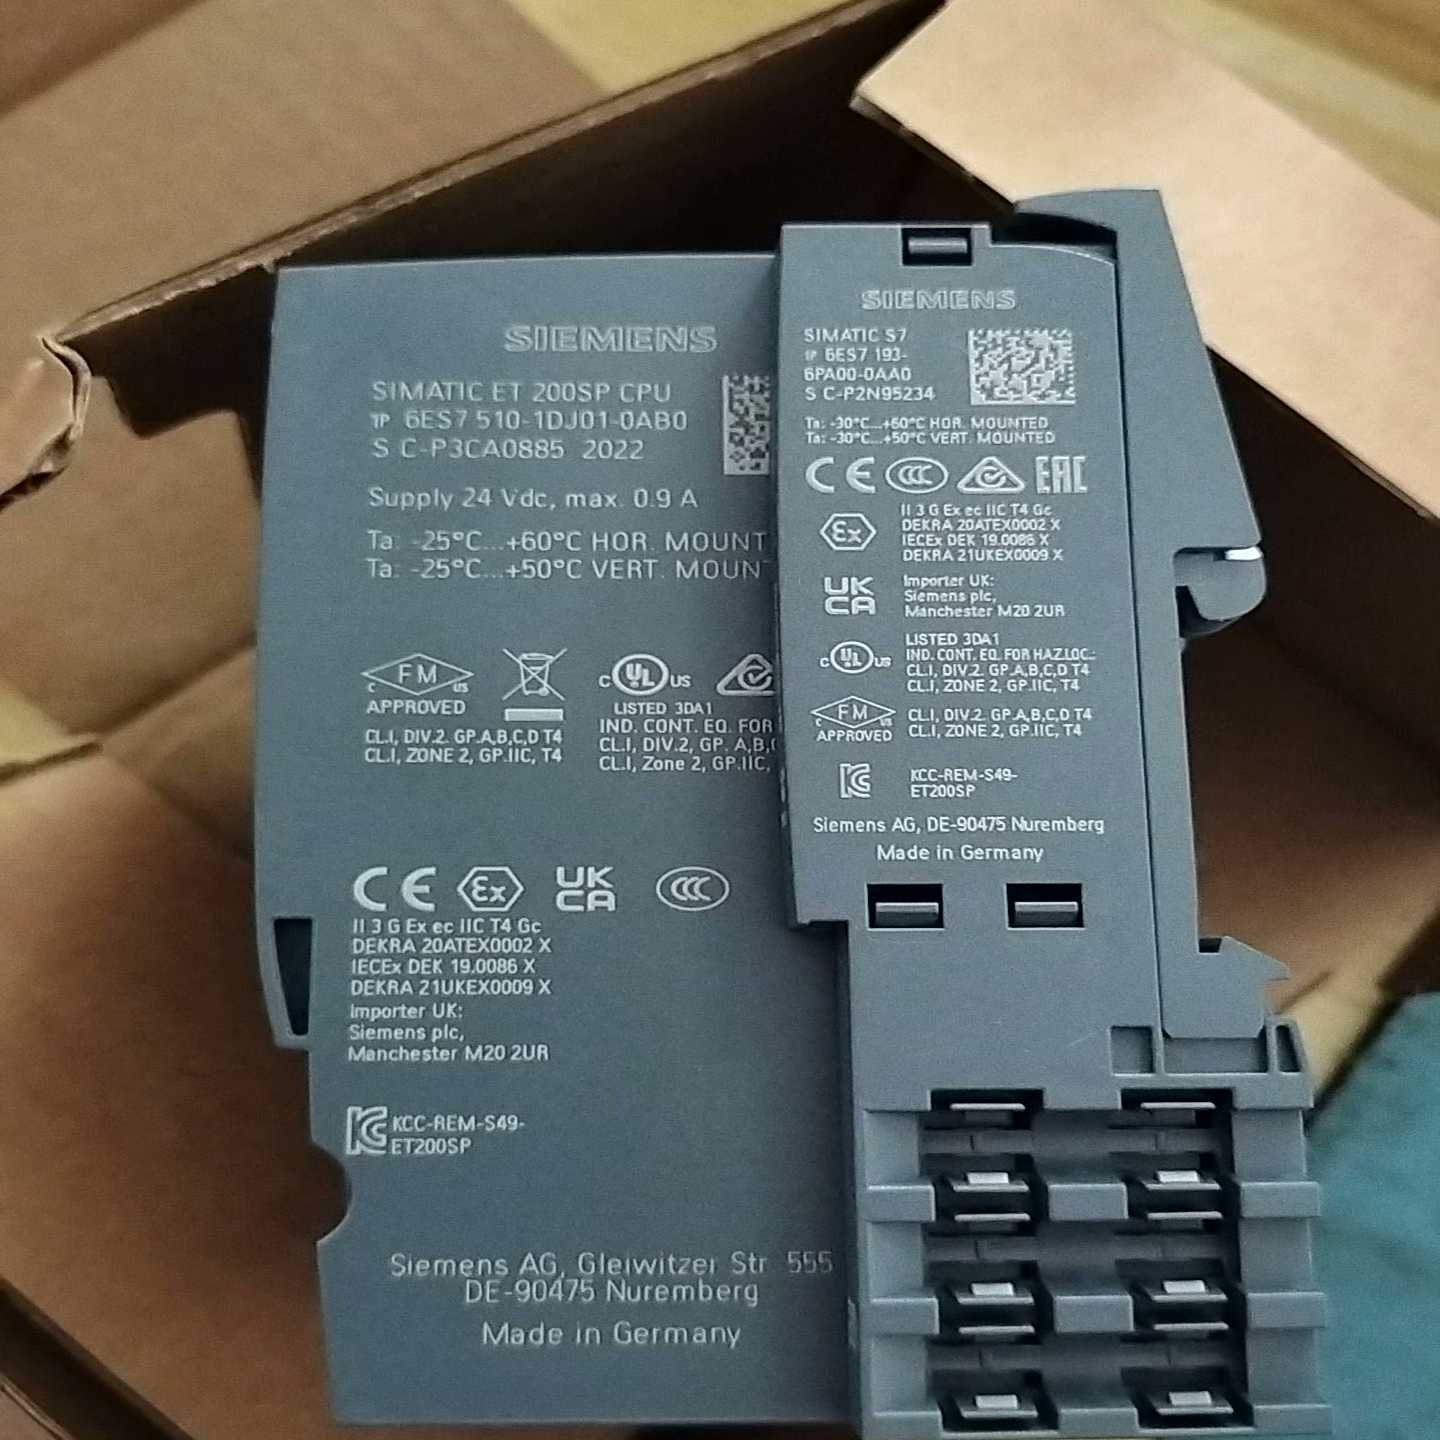 SIEMENS
SIMATIC ET 200SP CPU
1P 6ES7 510-1DJ01-0AB0
S C-P3CA0885 2022
Supply 24 Vdc, max. 0.9 A
Ta: -25°C...+60°C HOR. MOUNT
Ta: -25°C...+50°C VERT. MOUN
FM
C US
APPROVED
CL.I, DIV.2. GP.A,B,C,D T4
CL.I, ZONE 2, GP.IIC, T4
C UL US
LISTED 3DA1
IND. CONT. EQ. FOR
CL.I, DIV.2, GP. A,B,
CL.I, Zone 2, GP.IIC,
CE Ex UK CA CCC
II 3 G Ex ec IIC T4 Gc
DEKRA 20ATEX0002 X
IECEx DEK 19.0086 X
DEKRA 21UKEX0009 X
Importer UK:
Siemens plc,
Manchester M20 2UR
KCC-REM-S49-
ET200SP
Siemens AG, Gleiwitzer Str. 555
DE-90475 Nuremberg
Made in Germany
SIEMENS
SIMATIC S7
1P 6ES7 193-
6PA00-0AA0
S C-P2N95234
Ta: -30°C...+60°C HOR. MOUNTED
Ta: -30°C...+50°C VERT. MOUNTED
CE CCC EAC
Ex
II 3 G Ex ec IIC T4 Gc
DEKRA 20ATEX0002 X
IECEx DEK 19.0086 X
DEKRA 21UKEX0009 X
UK
CA
Importer UK:
Siemens plc,
Manchester M20 2UR
C UL US
LISTED 3DA1
IND. CONT. EQ. FOR HAZ.LOC.:
CL.I, DIV.2. GP.A,B,C,D T4
CL.I, ZONE 2, GP.IIC, T4
FM
C US
APPROVED
CL.I, DIV.2. GP.A,B,C,D T4
CL.I, ZONE 2, GP.IIC, T4
KCC-REM-S49-
ET200SP
Siemens AG, DE-90475 Nuremberg
Made in Germany